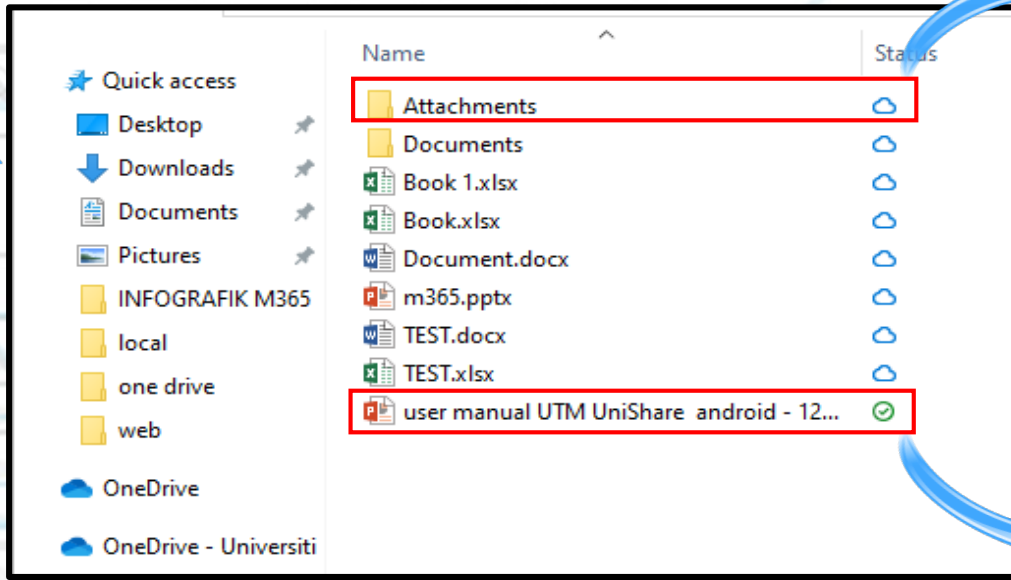 Name
Status
Quick access
Desktop
Downloads
Documents
Pictures
INFOGRAFIK M365
local
one drive
web
OneDrive
OneDrive - Universiti
Attachments
Documents
Book 1.xlsx
Book.xlsx
Document.docx
m365.pptx
TEST.docx
TEST.xlsx
user manual UTM UniShare android - 12...